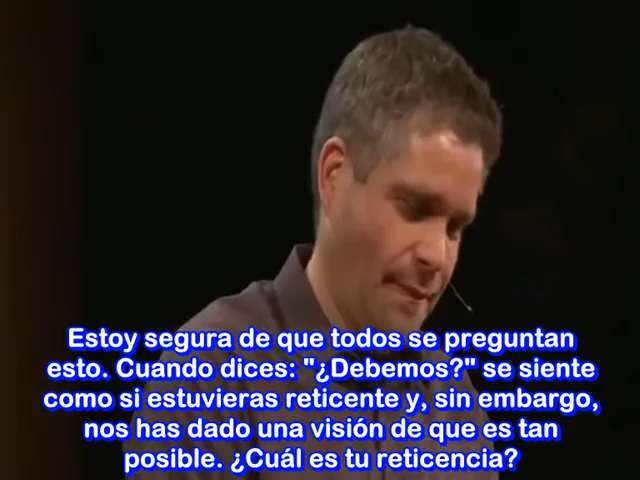 Estoy segura de que todos se preguntan
esto. Cuando dices: "¿Debemos?" se siente
como si estuvieras reticente y, sin embargo,
nos has dado una visión de que es tan
posible. ¿Cuál es tu reticencia?